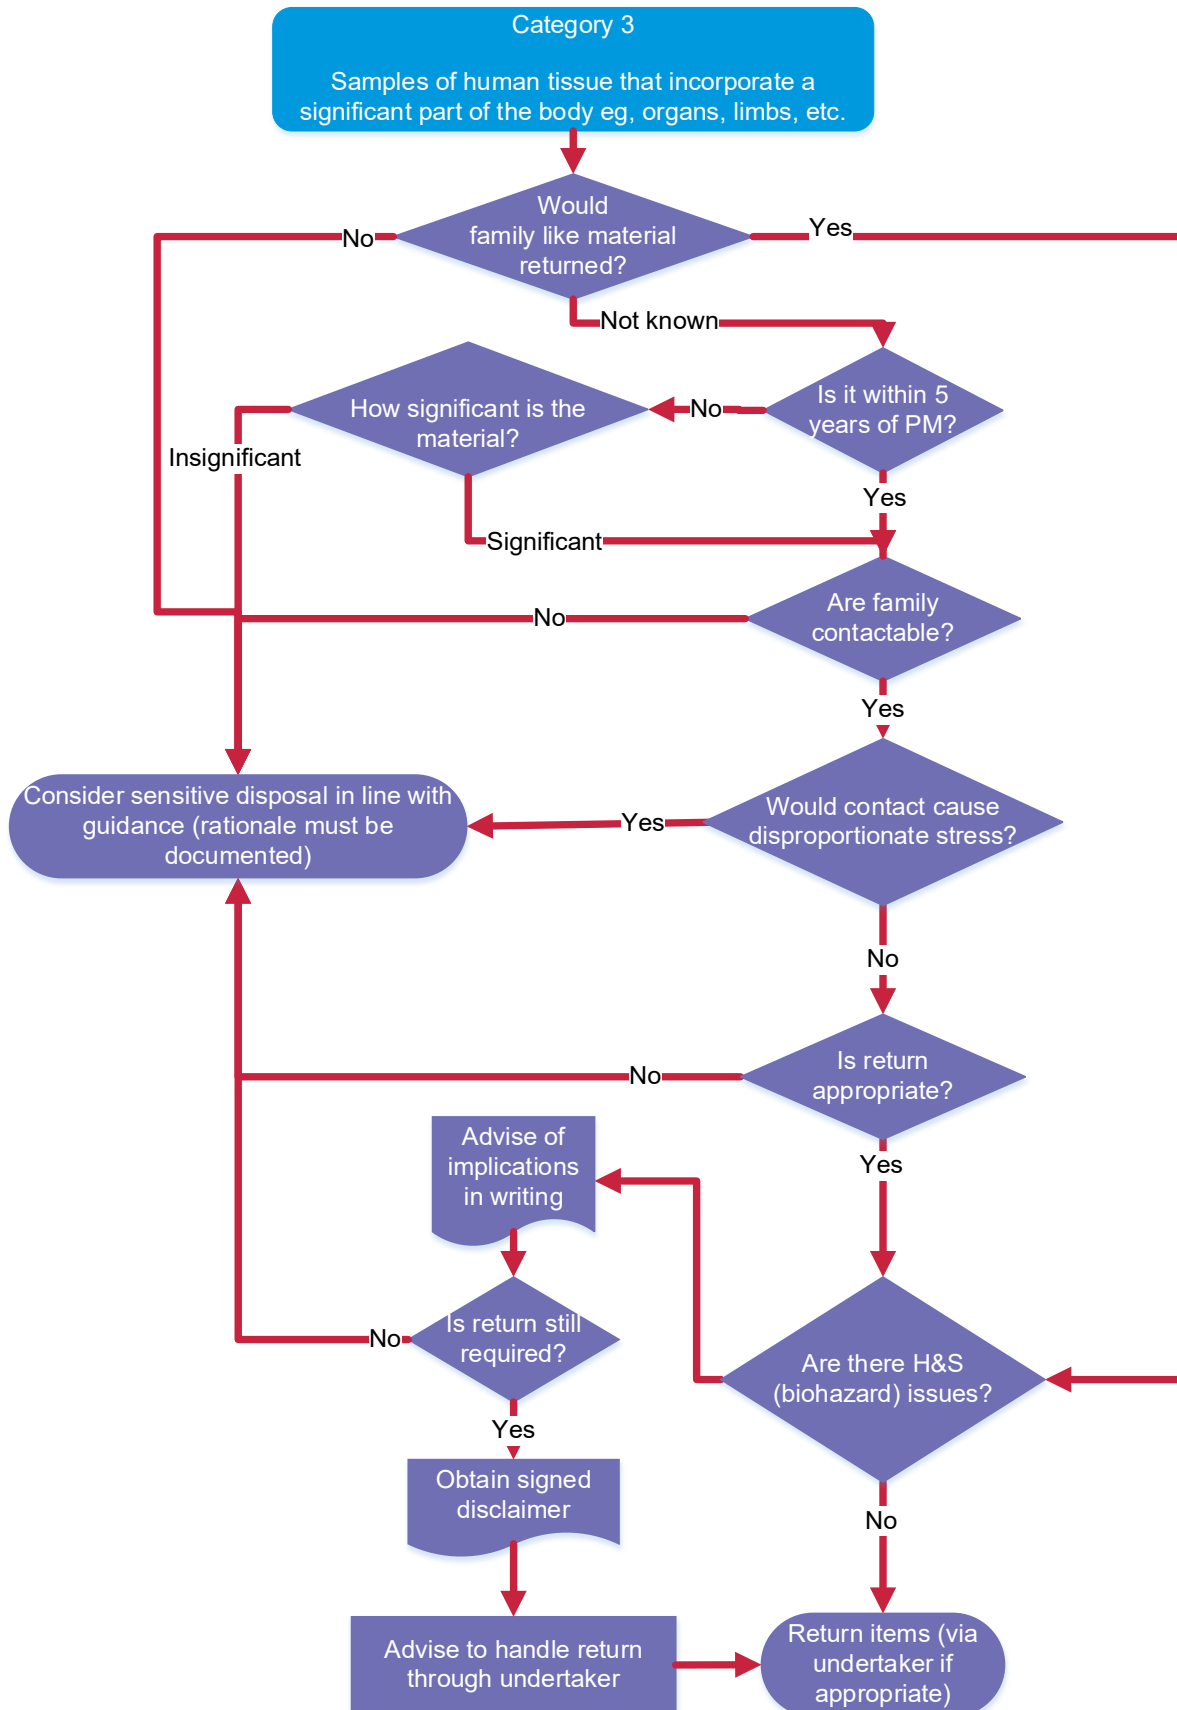 Category 3
Samples of human tissue that incorporate a
significant part of the body eg, organs, limbs, etc.
Would
family like material
returned?
No
Yes
Not known
Is it within 5
years of PM?
No
How significant is the
material?
Insignificant
Yes
Significant
Are family
contactable?
No
Yes
Would contact cause
disproportionate stress?
Yes
Consider sensitive disposal in line with
guidance (rationale must be
documented)
No
Is return
appropriate?
No
Yes
Advise of
implications
in writing
Is return still
required?
No
Are there H&S
(biohazard) issues?
Yes
Obtain signed
disclaimer
No
Advise to handle return
through undertaker
Return items (via
undertaker if
appropriate)